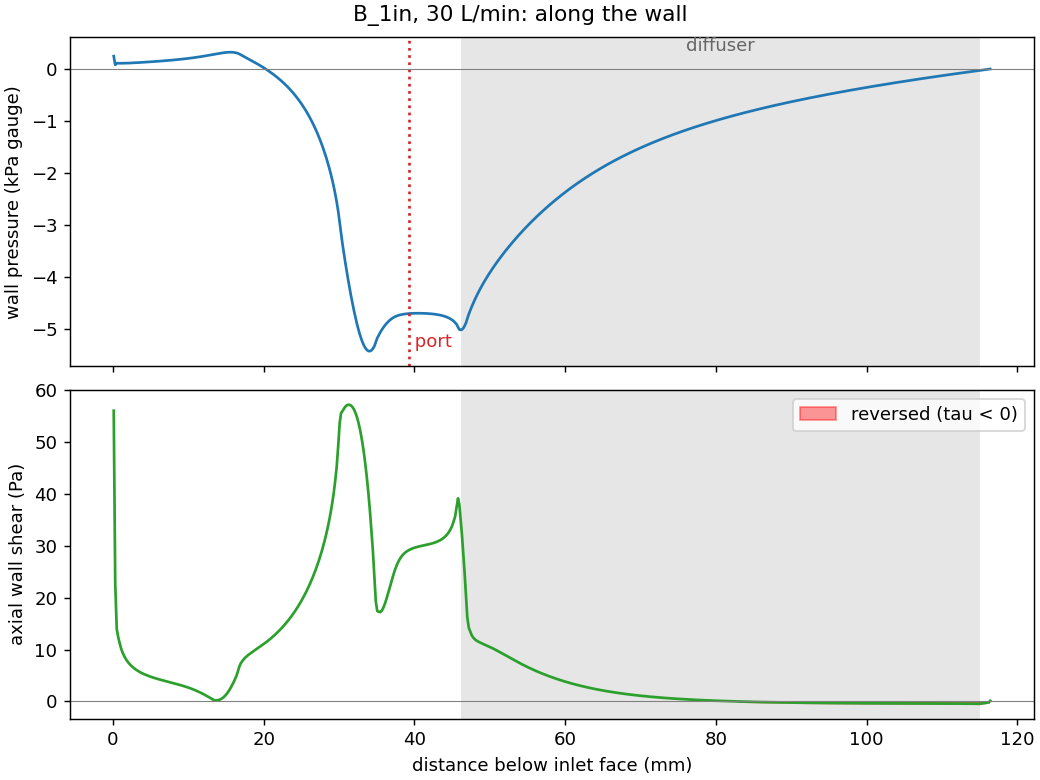 B_1in, 30 L/min: along the wall
diffuser
wall pressure (kPa gauge)
0
−1
−2
−3
−4
−5
port
axial wall shear (Pa)
60
50
40
30
20
10
0
reversed (tau < 0)
0 20 40 60 80 100 120
distance below inlet face (mm)